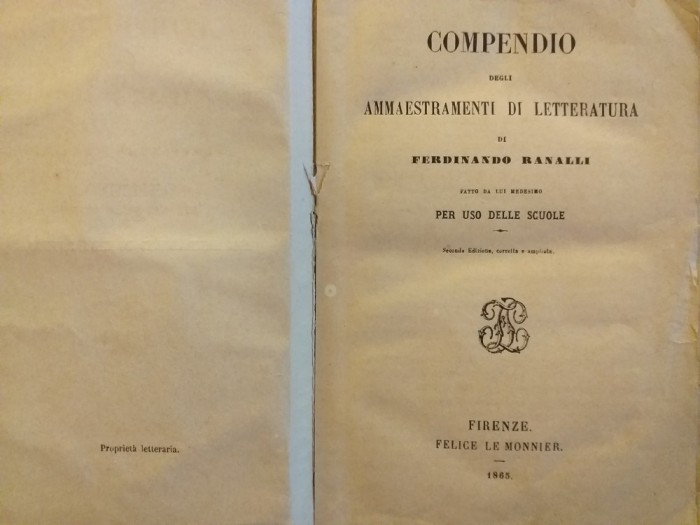 Proprietà letteraria.
COMPENDIO
DEGLI
AMMAESTRAMENTI DI LETTERATURA
DI
FERDINANDO RANALLI
FATTO DA LUI MEDESIMO
PER USO DELLE SCUOLE
Seconda Edizione, corretta e ampliata.
FIRENZE.
FELICE LE MONNIER.
1865.